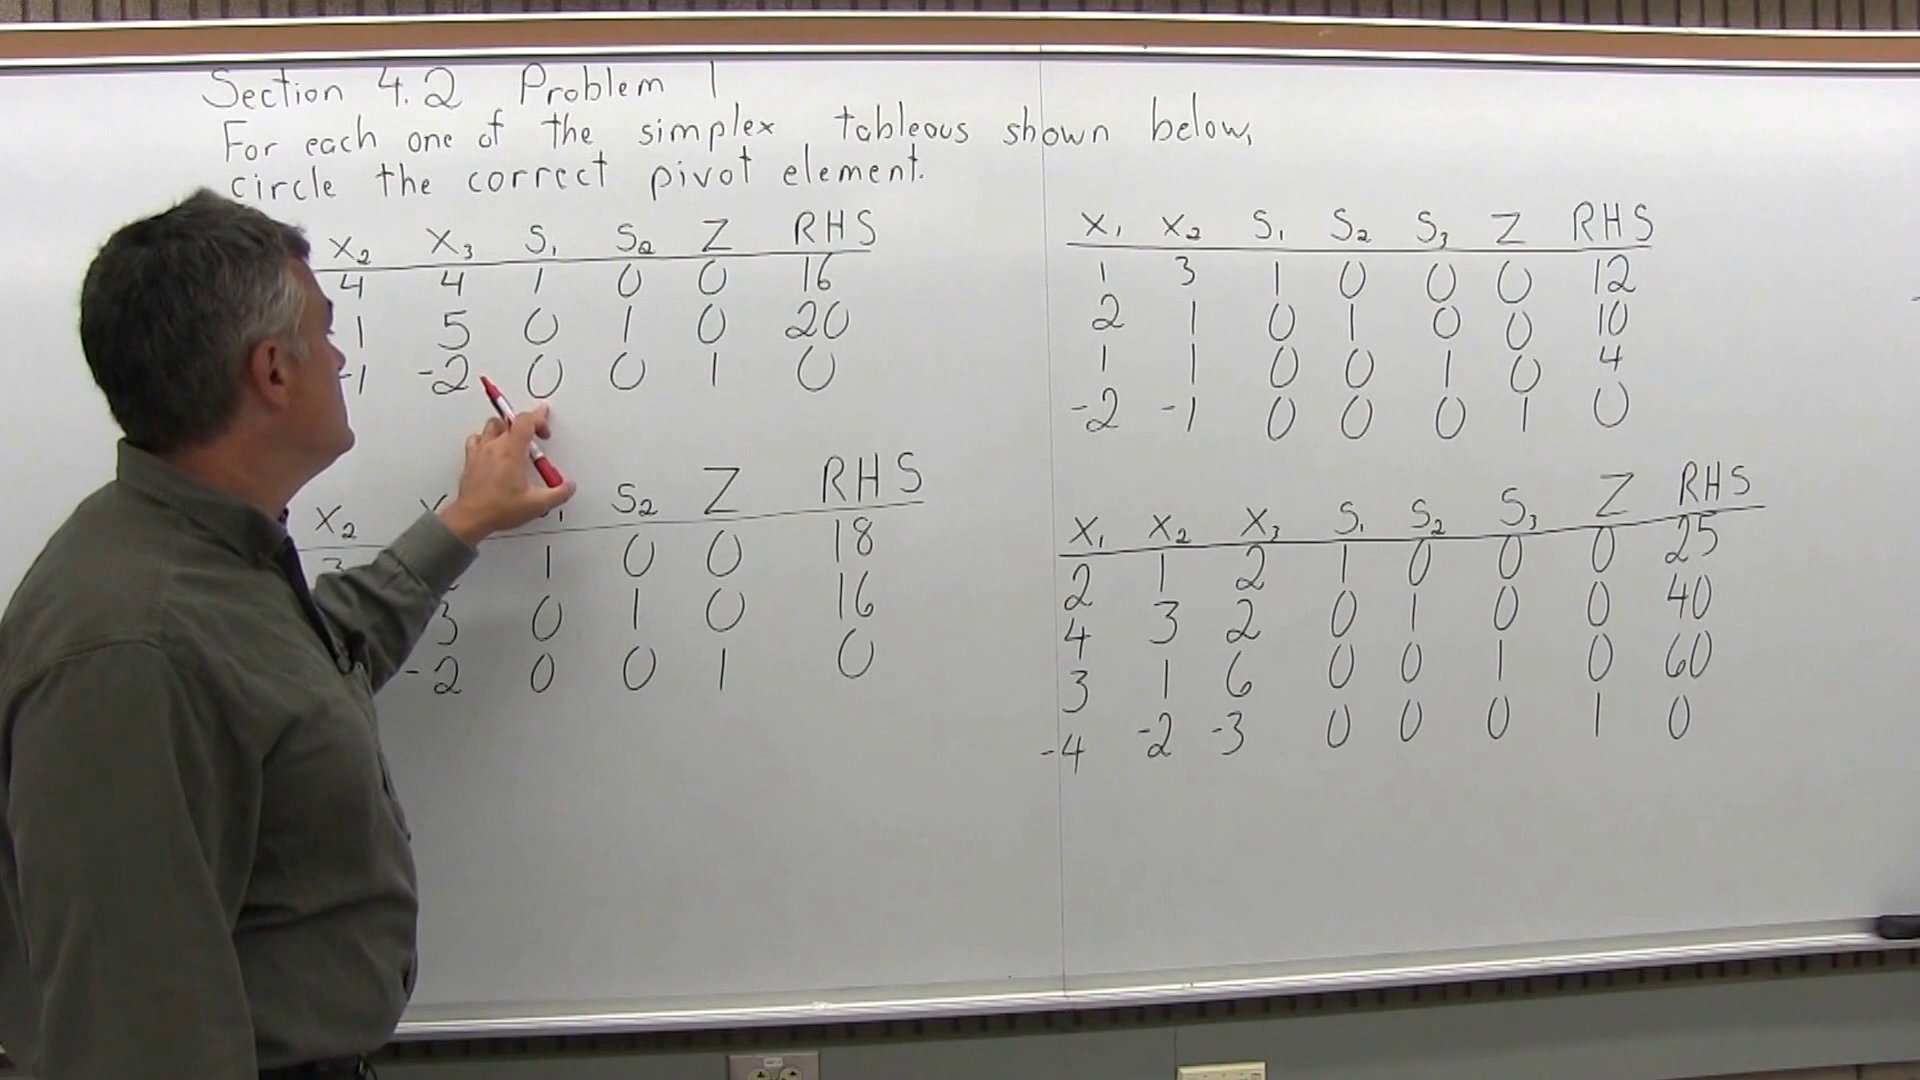 Section 4.2 Problem 1
For each one of the simplex tableous shown below,
circle the correct pivot element.
X₂ X₃ S₁ S₂ Z RHS
4 4 1 0 0 16
1 5 0 1 0 20
-1 -2 0 0 1 0
X₂ S₂ Z RHS
3 1 0 0 18
3 0 1 0 16
-2 0 0 1 0
X₁ X₂ S₁ S₂ S₃ Z RHS
1 3 1 0 0 0 12
2 1 0 1 0 0 10
1 1 0 0 1 0 4
-2 -1 0 0 0 1 0
X₁ X₂ X₃ S₁ S₂ S₃ Z RHS
2 1 2 1 0 0 0 25
4 3 2 0 1 0 0 40
3 1 6 0 0 1 0 60
-4 -2 -3 0 0 0 1 0